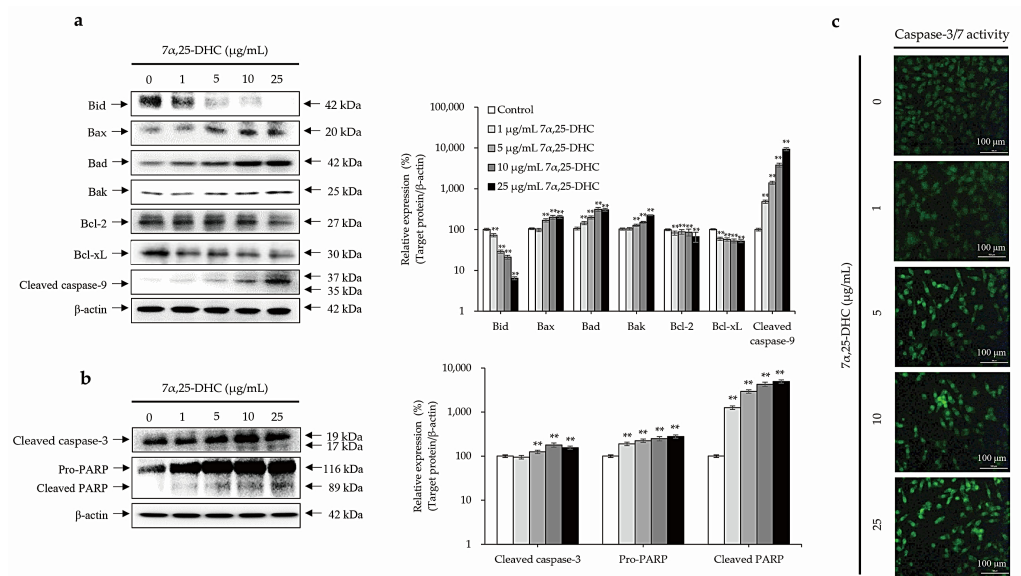 a
7α,25-DHC (µg/mL)
0 1 5 10 25
Bid 42 kDa
Bax 20 kDa
Bad 42 kDa
Bak 25 kDa
Bcl-2 27 kDa
Bcl-xL 30 kDa
Cleaved caspase-9 37 kDa
35 kDa
β-actin 42 kDa
Relative expression (%)
(Target protein/β-actin)
100,000
10,000
1,000
100
10
1
Control
1 µg/mL 7α,25-DHC
5 µg/mL 7α,25-DHC
10 µg/mL 7α,25-DHC
25 µg/mL 7α,25-DHC
Bid Bax Bad Bak Bcl-2 Bcl-xL Cleaved
caspase-9
b
7α,25-DHC (µg/mL)
0 1 5 10 25
Cleaved caspase-3 19 kDa
17 kDa
Pro-PARP 116 kDa
Cleaved PARP 89 kDa
β-actin 42 kDa
Relative expression (%)
(Target protein/β-actin)
10,000
1,000
100
10
1
Cleaved caspase-3 Pro-PARP Cleaved PARP
c
Caspase-3/7 activity
7α,25-DHC (µg/mL)
0
100 µm
1
100 µm
5
100 µm
10
100 µm
25
100 µm